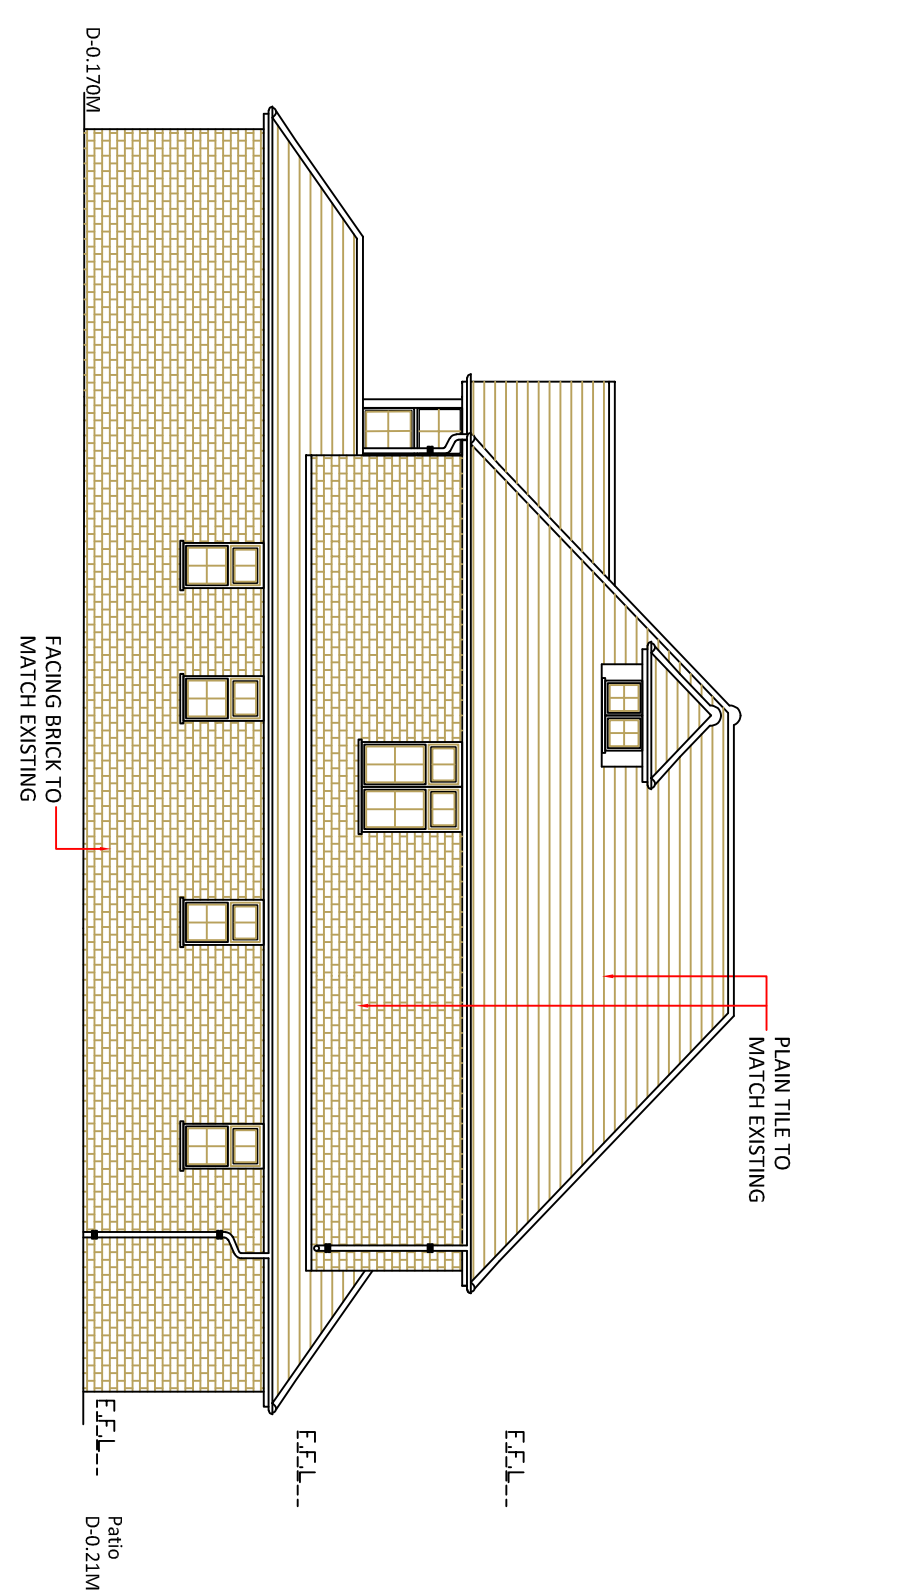 PLAIN TILE TO
MATCH EXISTING
F.F.L
F.F.L
F.F.L
D-0.170M
FACING BRICK TO
MATCH EXISTING
Patio
D-0.21M